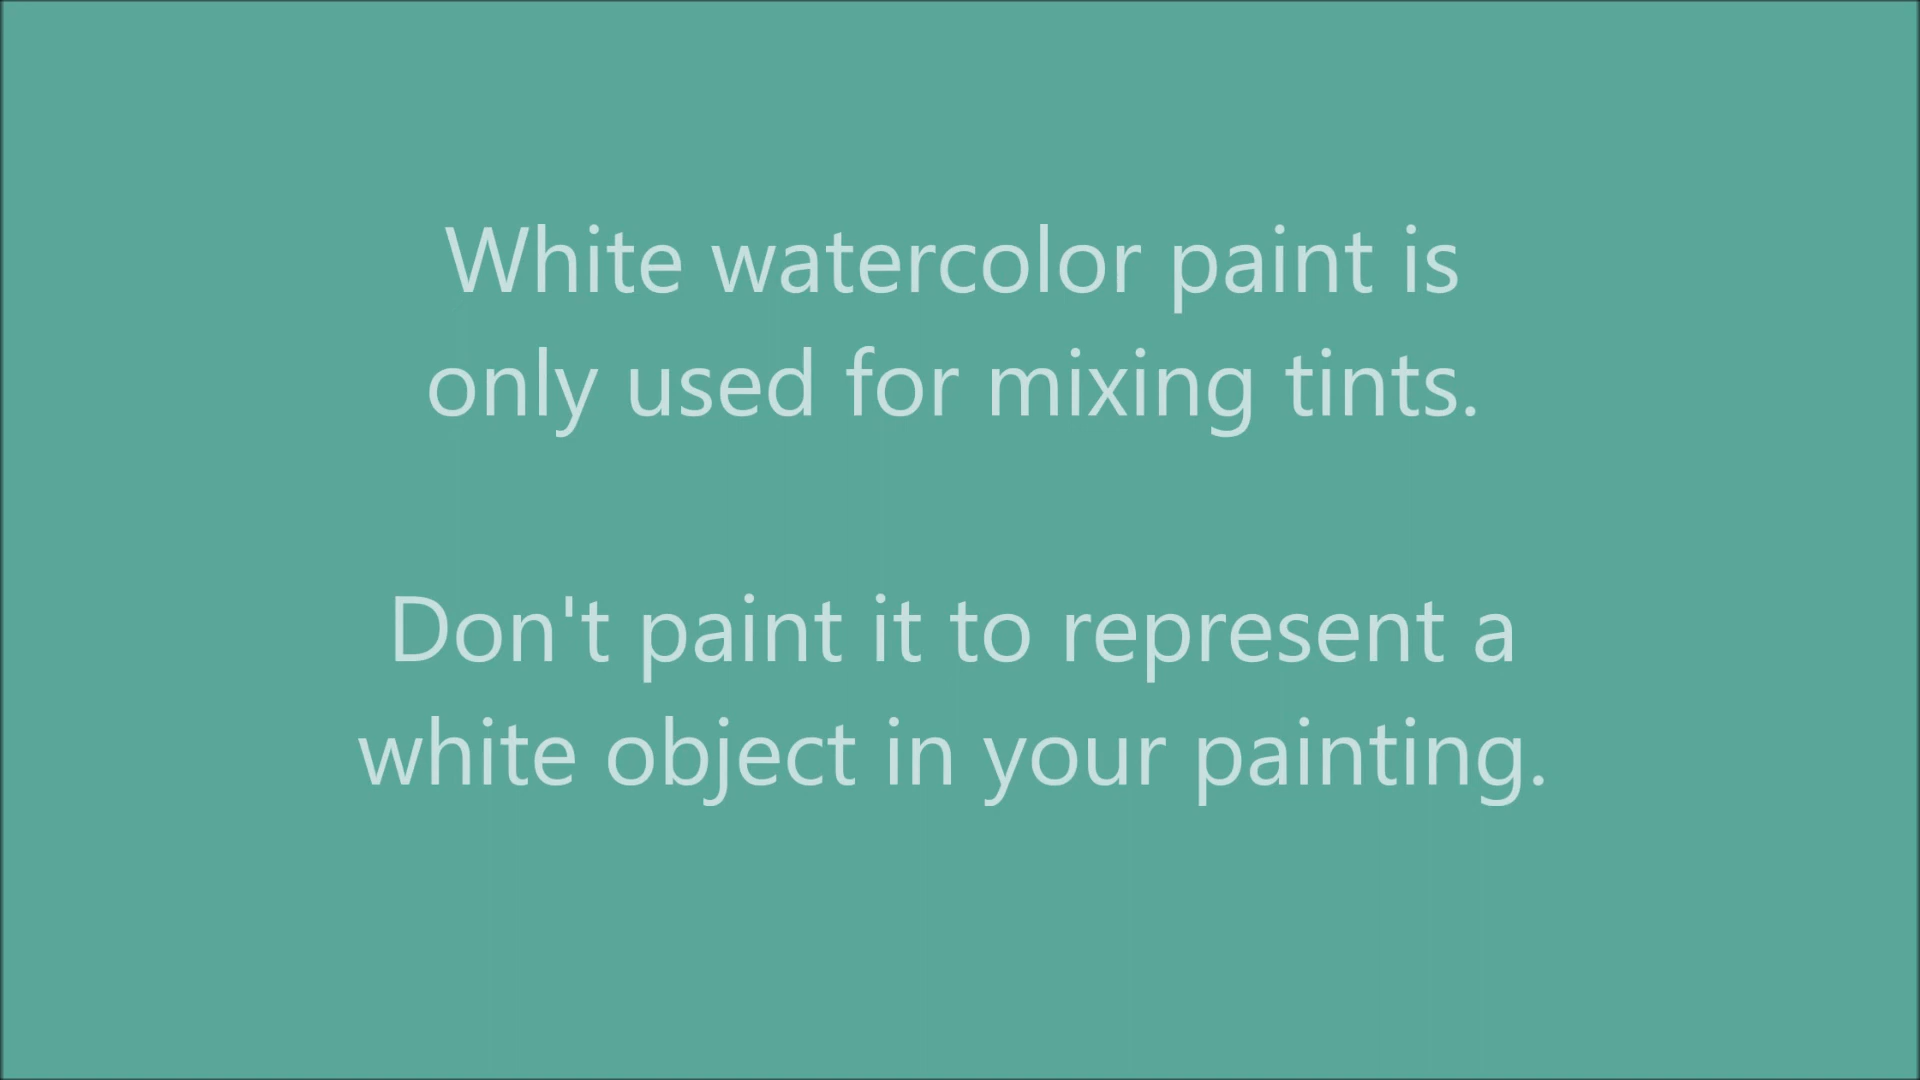 White watercolor paint is
only used for mixing tints.
Don't paint it to represent a
white object in your painting.